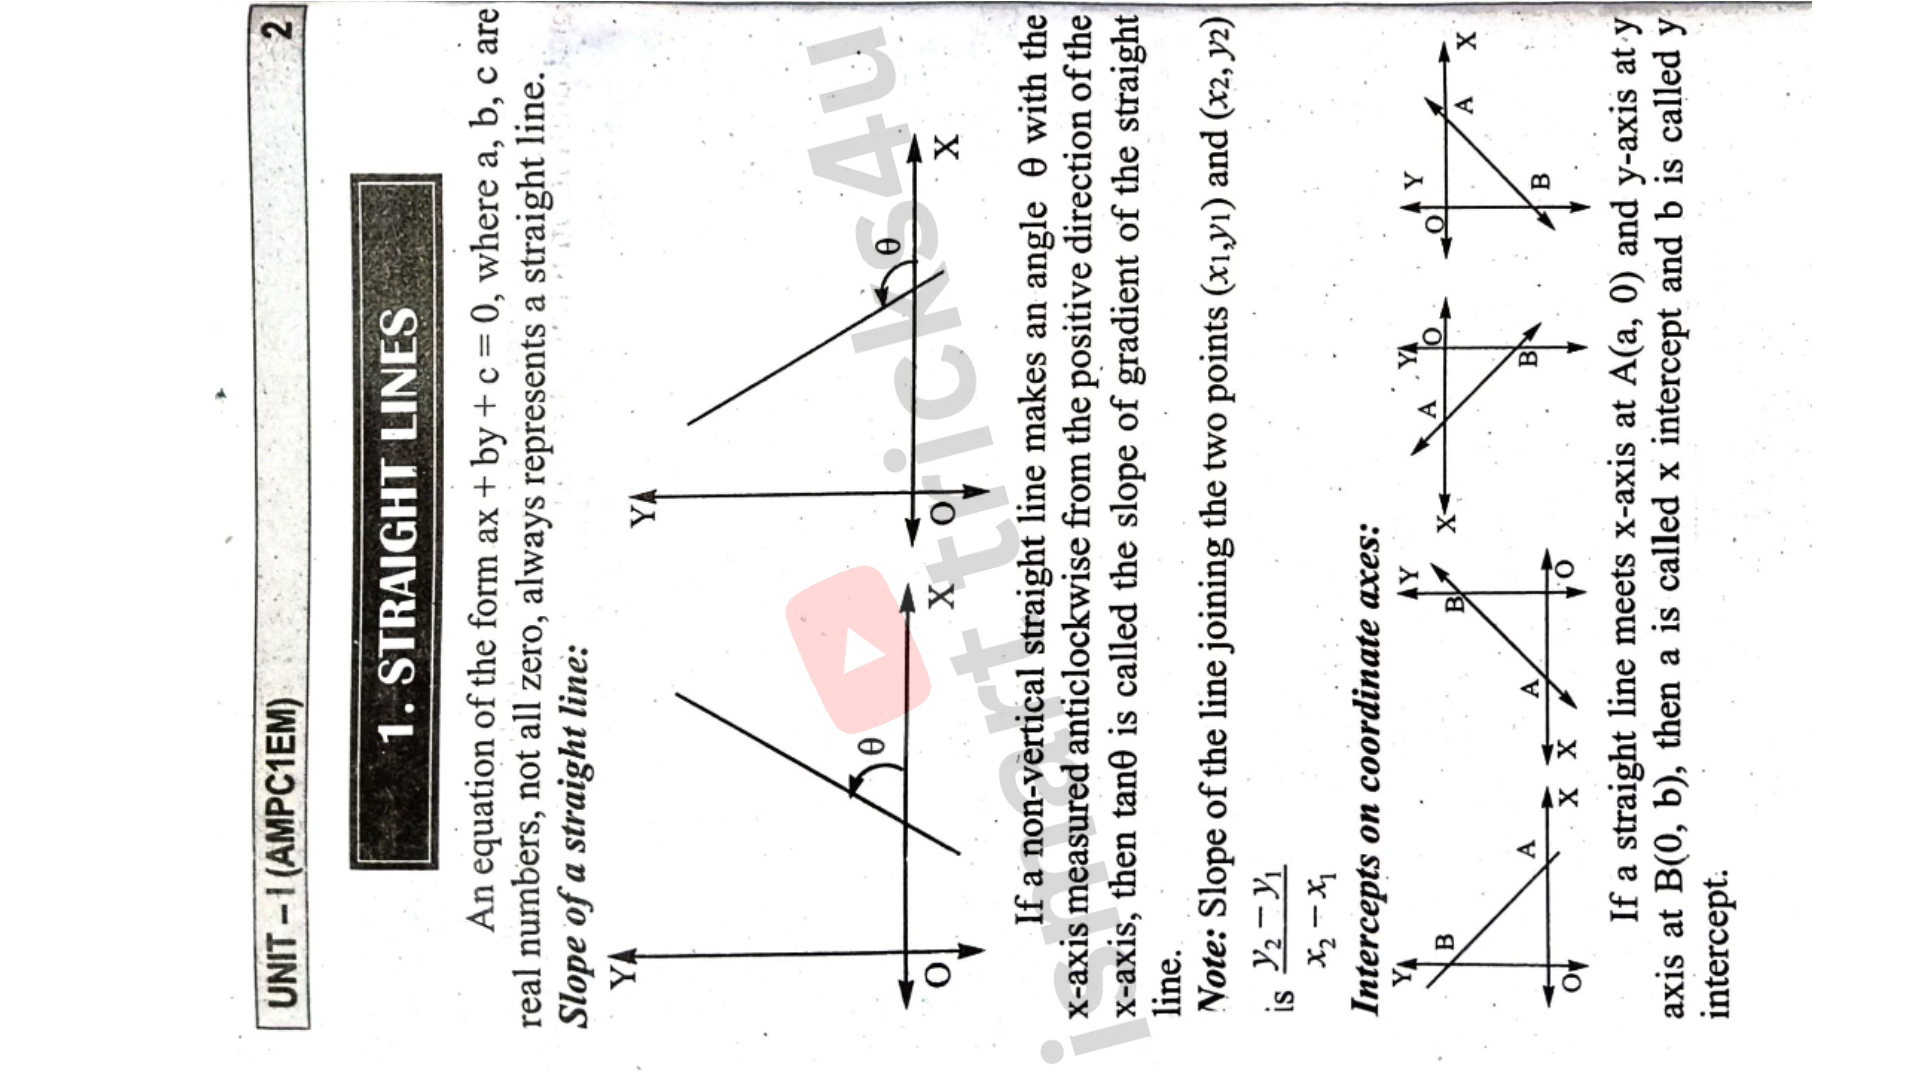 UNIT – I (AMPC1EM) 2
1. STRAIGHT LINES
An equation of the form ax + by + c = 0, where a, b, c are
real numbers, not all zero, always represents a straight line.
Slope of a straight line:
Y Y
θ θ
O X O X
If a non-vertical straight line makes an angle θ with the
x-axis measured anticlockwise from the positive direction of the
x-axis, then tanθ is called the slope of gradient of the straight
line.
Note: Slope of the line joining the two points (x1,y1) and (x2, y2)
is y₂ – y₁ / x₂ – x₁
Intercepts on coordinate axes:
Y B A O X
Y B A X O
Y A O X B
Y O A X B
If a straight line meets x-axis at A(a, 0) and y-axis at y
axis at B(0, b), then a is called x intercept and b is called y
intercept.
ismart tricks4u